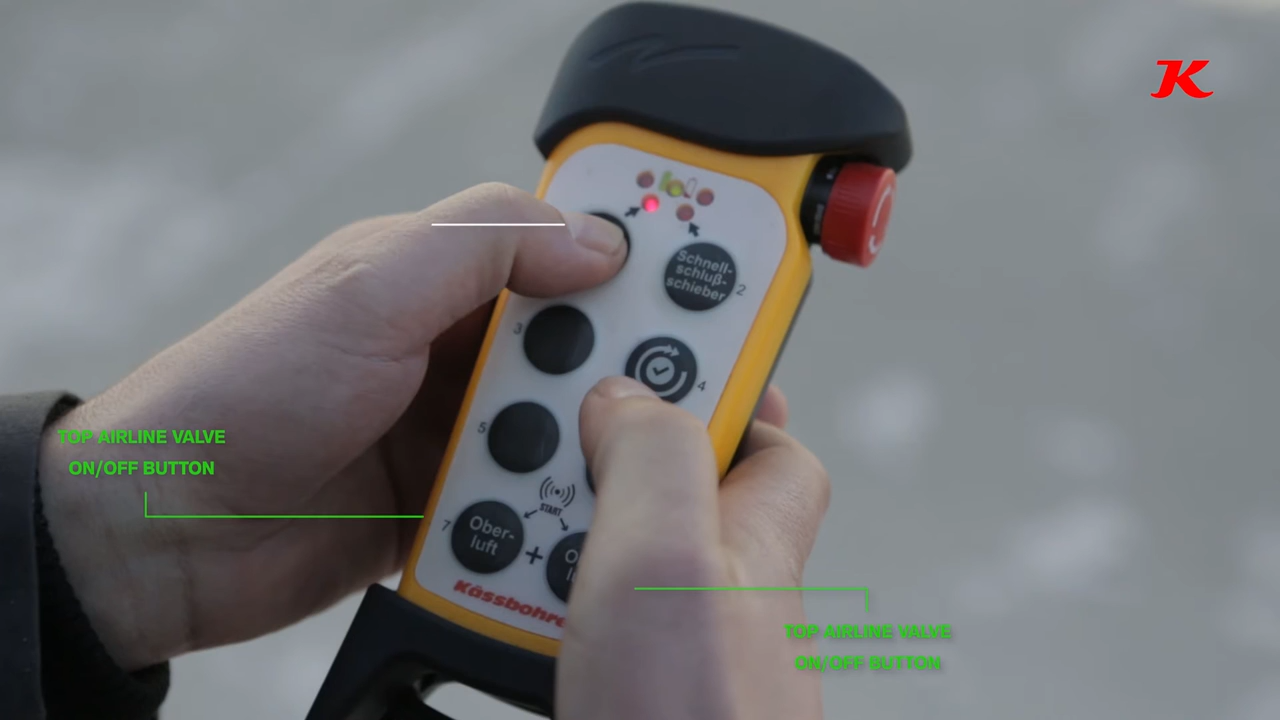 K
Schnell-
schluß-
schieber
2
3
4
5
START
7
Ober-
luft
+
O
Kässbohre
TOP AIRLINE VALVE
ON/OFF BUTTON
TOP AIRLINE VALVE
ON/OFF BUTTON